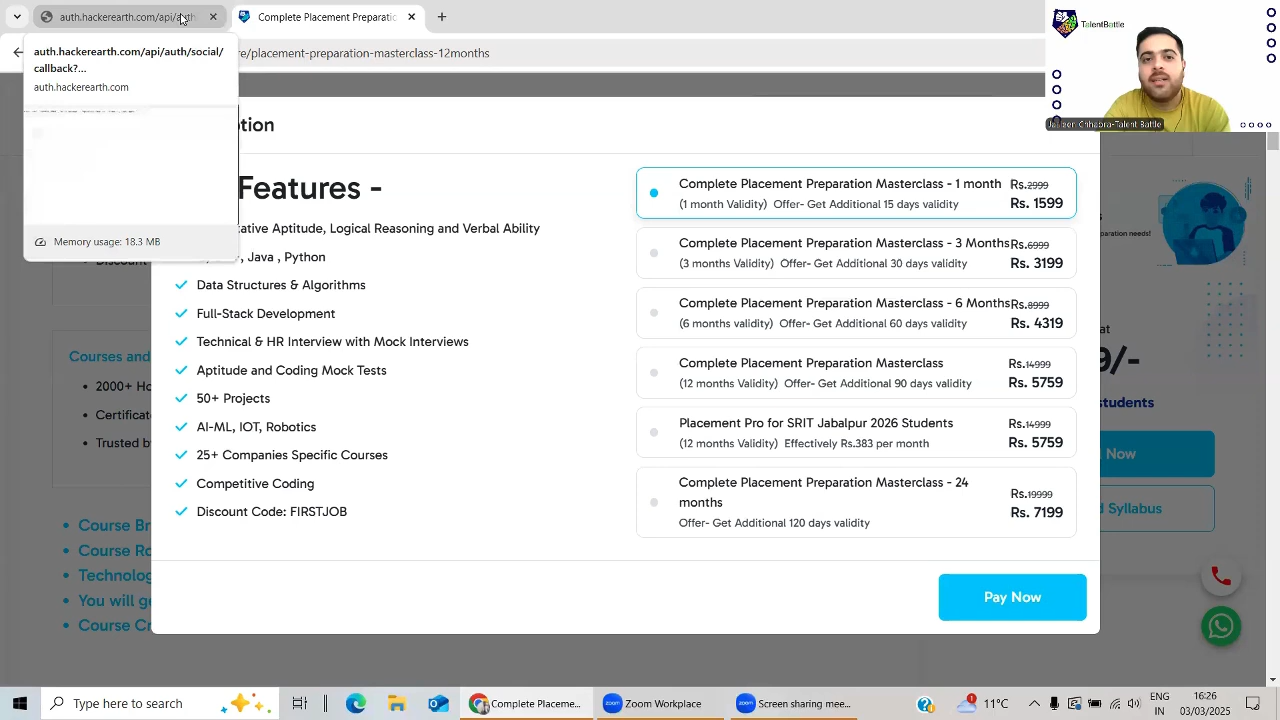 auth.hackerearth.com/api/auth
Complete Placement Preparatic
auth.hackerearth.com/api/auth/social/
callback?...
auth.hackerearth.com
Memory usage: 18.3 MB
e/placement-preparation-masterclass-12months
TalentBattle
Talent Battle
Features -
Aptitude, Logical Reasoning and Verbal Ability
, Java , Python
Data Structures & Algorithms
Full-Stack Development
Technical & HR Interview with Mock Interviews
Aptitude and Coding Mock Tests
50+ Projects
AI-ML, IOT, Robotics
25+ Companies Specific Courses
Competitive Coding
Discount Code: FIRSTJOB
Complete Placement Preparation Masterclass - 1 month Rs.2999
(1 month Validity) Offer- Get Additional 15 days validity Rs. 1599
Complete Placement Preparation Masterclass - 3 Months Rs.6999
(3 months Validity) Offer- Get Additional 30 days validity Rs. 3199
Complete Placement Preparation Masterclass - 6 Months Rs.8999
(6 months validity) Offer- Get Additional 60 days validity Rs. 4319
Complete Placement Preparation Masterclass Rs.14999
(12 months Validity) Offer- Get Additional 90 days validity Rs. 5759
Placement Pro for SRIT Jabalpur 2026 Students Rs.14999
(12 months Validity) Effectively Rs.383 per month Rs. 5759
Complete Placement Preparation Masterclass - 24
months
Rs.19999
Rs. 7199
Offer- Get Additional 120 days validity
Pay Now
Courses and
2000+
Certificat
Trusted by
Course
Course
You will
Course
aration needs!
at
9/-
students
Now
Syllabus
Type here to search
Complete Placeme...
Zoom Workplace
Screen sharing mee...
1
11°C
EN
IN
16:26
03/03/2025